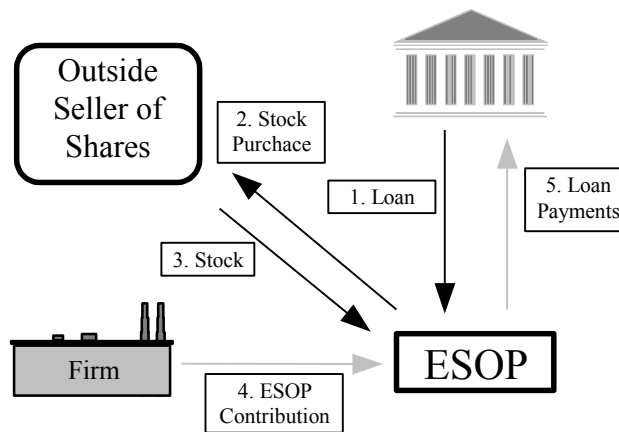 Outside
Seller of
Shares
2. Stock
Purchace
1. Loan
5. Loan
Payments
3. Stock
Firm
4. ESOP
Contribution
ESOP